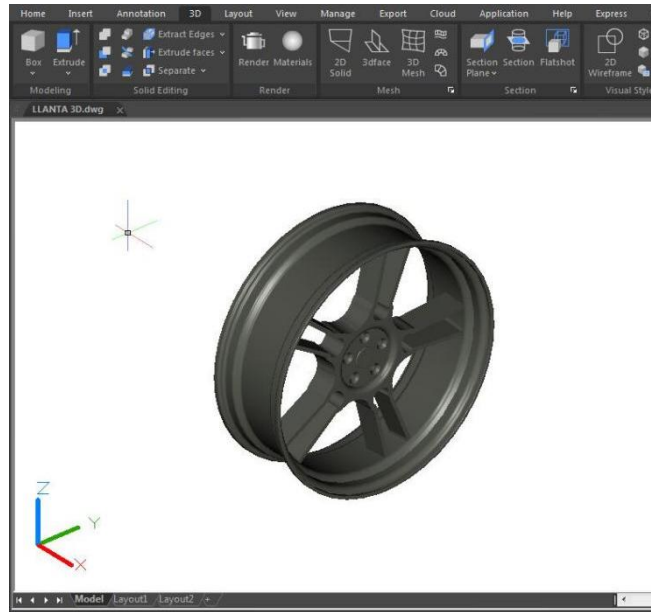 Home Insert Annotation 3D Layout View Manage Export Cloud Application Help Express
Extract Edges
Extrude faces
Separate
Box Extrude Render Materials 2D Solid 3dface 3D Mesh Section Plane Section Flatshot 2D Wireframe
Modeling Solid Editing Render Mesh Section Visual Style
LLANTA 3D.dwg
Z
Y
X
Model Layout1 Layout2 +